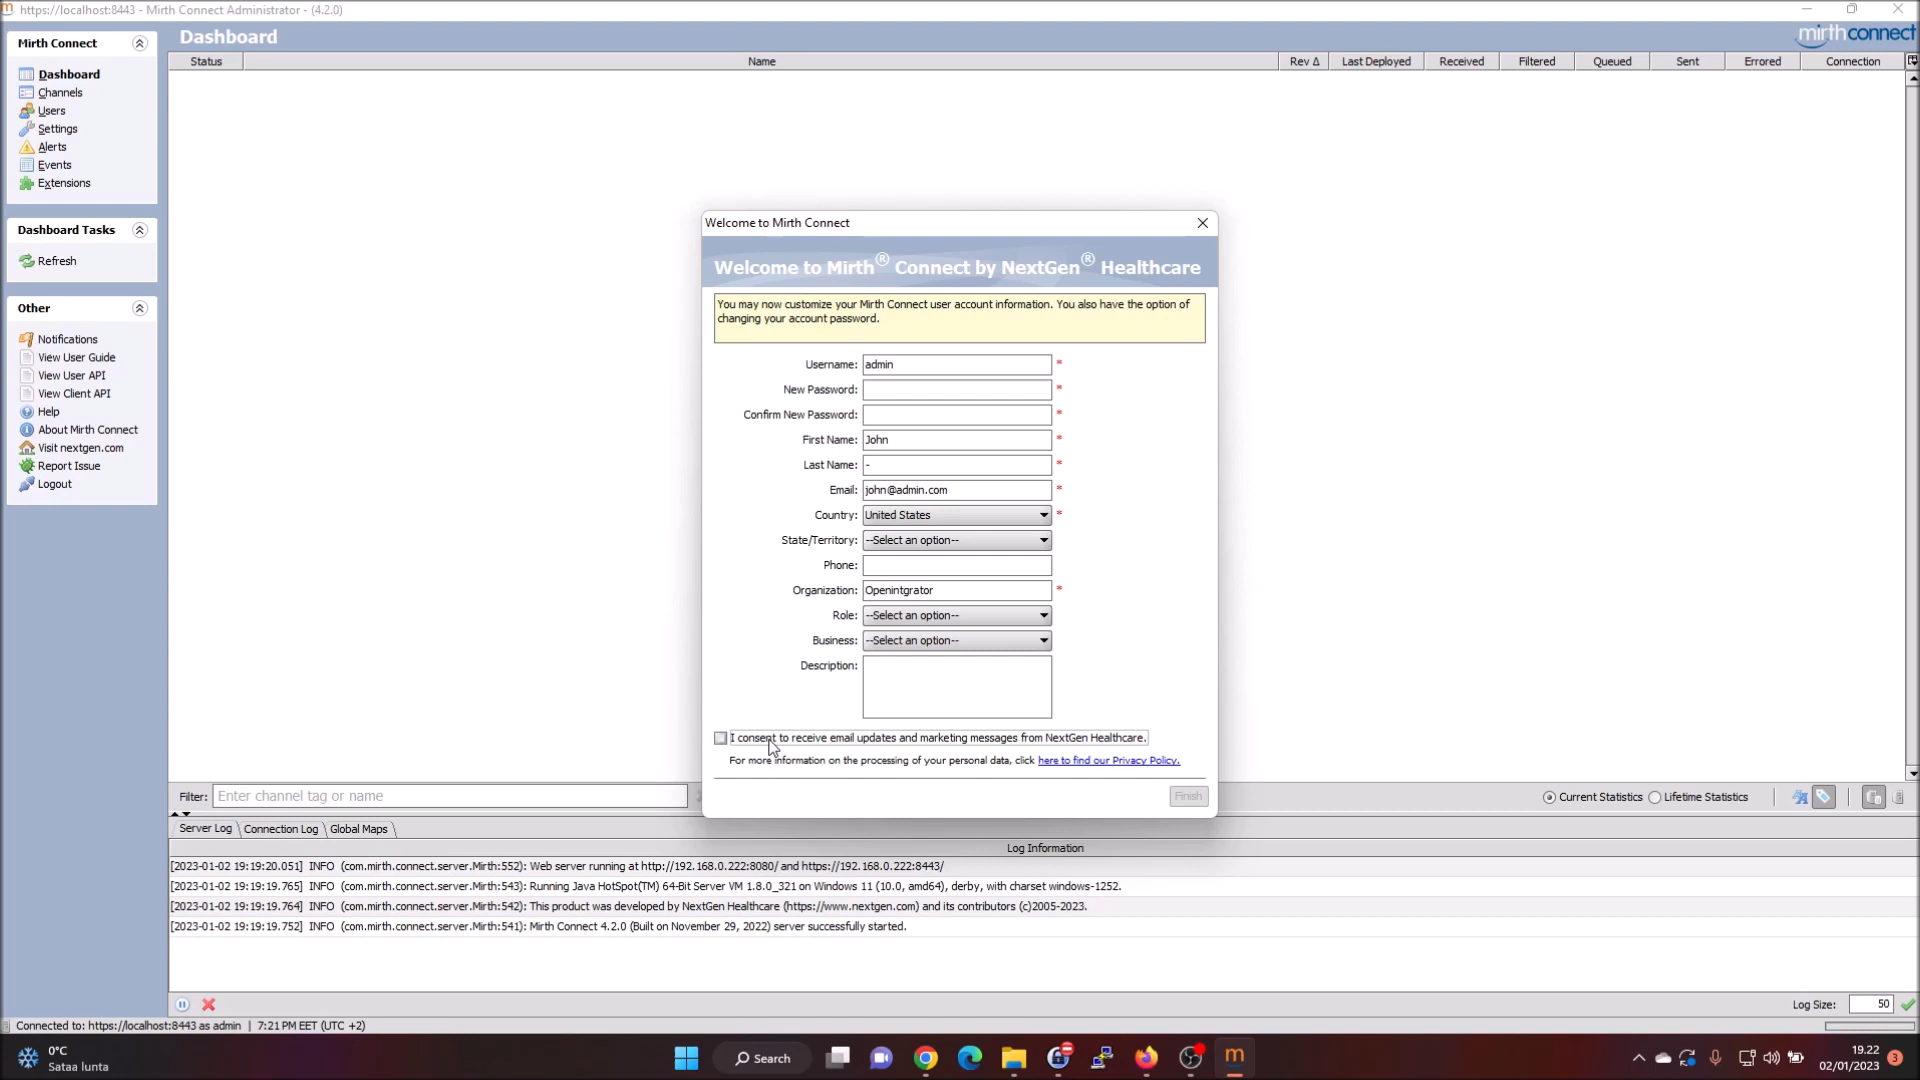 https://localhost:8443 - Mirth Connect Administrator - (4.2.0)
Mirth Connect
Dashboard
Channels
Users
Settings
Alerts
Events
Extensions
Dashboard Tasks
Refresh
Other
Notifications
View User Guide
View User API
View Client API
Help
About Mirth Connect
Visit nextgen.com
Report Issue
Logout
Dashboard
mirthconnect
Status Name Rev Δ Last Deployed Received Filtered Queued Sent Errored Connection
Welcome to Mirth Connect
Welcome to Mirth® Connect by NextGen® Healthcare
You may now customize your Mirth Connect user account information. You also have the option of
changing your account password.
Username: admin *
New Password: *
Confirm New Password: *
First Name: John *
Last Name: - *
Email: john@admin.com *
Country: United States *
State/Territory: --Select an option--
Phone:
Organization: Openintgrator *
Role: --Select an option--
Business: --Select an option--
Description:
I consent to receive email updates and marketing messages from NextGen Healthcare.
For more information on the processing of your personal data, click here to find our Privacy Policy.
Finish
Filter: Enter channel tag or name
Current Statistics Lifetime Statistics
Server Log Connection Log Global Maps
Log Information
[2023-01-02 19:19:20.051] INFO (com.mirth.connect.server.Mirth:552): Web server running at http://192.168.0.222:8080/ and https://192.168.0.222:8443/
[2023-01-02 19:19:19.765] INFO (com.mirth.connect.server.Mirth:543): Running Java HotSpot(TM) 64-Bit Server VM 1.8.0_321 on Windows 11 (10.0, amd64), derby, with charset windows-1252.
[2023-01-02 19:19:19.764] INFO (com.mirth.connect.server.Mirth:542): This product was developed by NextGen Healthcare (https://www.nextgen.com) and its contributors (c)2005-2023.
[2023-01-02 19:19:19.752] INFO (com.mirth.connect.server.Mirth:541): Mirth Connect 4.2.0 (Built on November 29, 2022) server successfully started.
Log Size: 50
Connected to: https://localhost:8443 as admin | 7:21 PM EET (UTC +2)
0°C
Sataa lunta
Search
m
19.22
02/01/2023
3